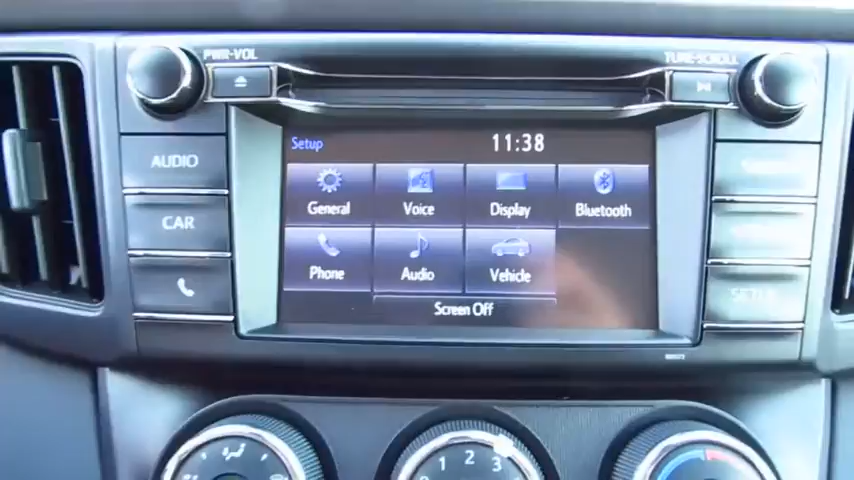 PWR·VOL
TUNE·SCROLL
AUDIO
CAR
Setup
11:38
General
Voice
Display
Bluetooth
Phone
Audio
Vehicle
Screen Off
SETUP
1 2 3